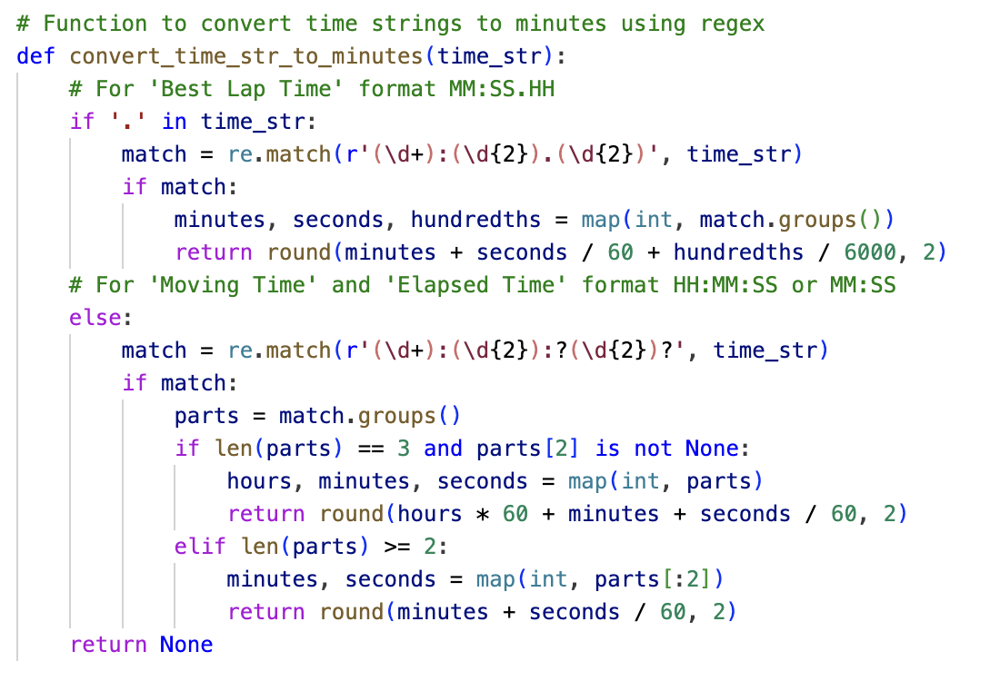 # Function to convert time strings to minutes using regex
def convert_time_str_to_minutes(time_str):
    # For 'Best Lap Time' format MM:SS.HH
    if '.' in time_str:
        match = re.match(r'(\d+):(\d{2}).(\d{2})', time_str)
        if match:
            minutes, seconds, hundredths = map(int, match.groups())
            return round(minutes + seconds / 60 + hundredths / 6000, 2)
    # For 'Moving Time' and 'Elapsed Time' format HH:MM:SS or MM:SS
    else:
        match = re.match(r'(\d+):(\d{2}):?(\d{2})?', time_str)
        if match:
            parts = match.groups()
            if len(parts) == 3 and parts[2] is not None:
                hours, minutes, seconds = map(int, parts)
                return round(hours * 60 + minutes + seconds / 60, 2)
            elif len(parts) >= 2:
                minutes, seconds = map(int, parts[:2])
                return round(minutes + seconds / 60, 2)
    return None